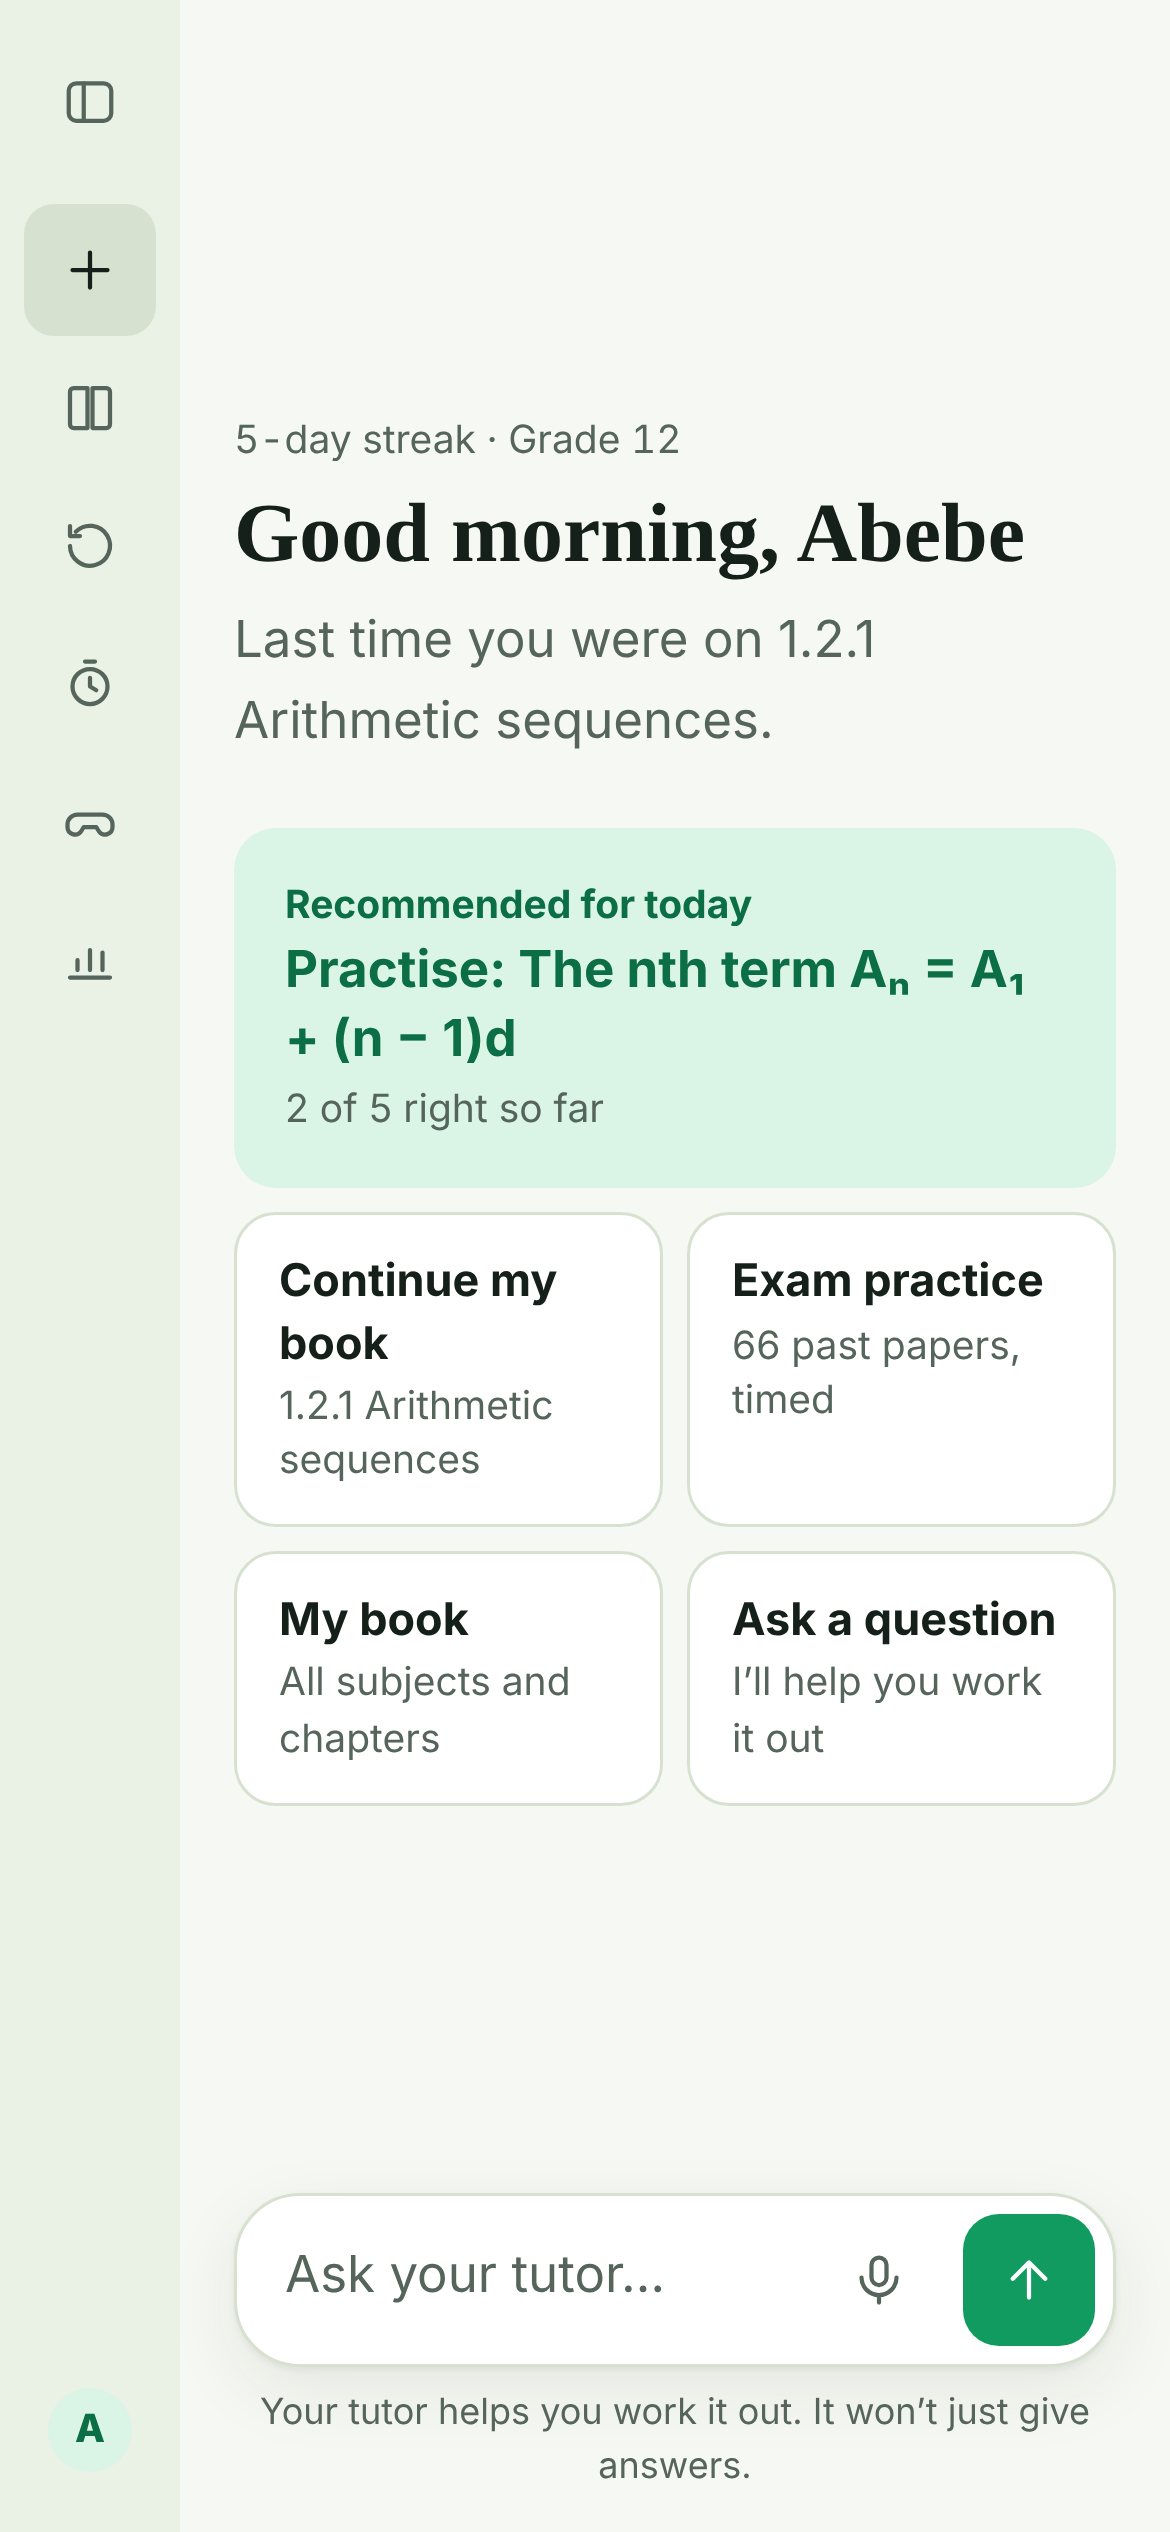 5-day streak · Grade 12
Good morning, Abebe
Last time you were on 1.2.1
Arithmetic sequences.
Recommended for today
Practise: The nth term Aₙ = A₁
+ (n − 1)d
2 of 5 right so far
Continue my
book
1.2.1 Arithmetic
sequences
Exam practice
66 past papers,
timed
My book
All subjects and
chapters
Ask a question
I’ll help you work
it out
Ask your tutor...
Your tutor helps you work it out. It won’t just give
answers.
A